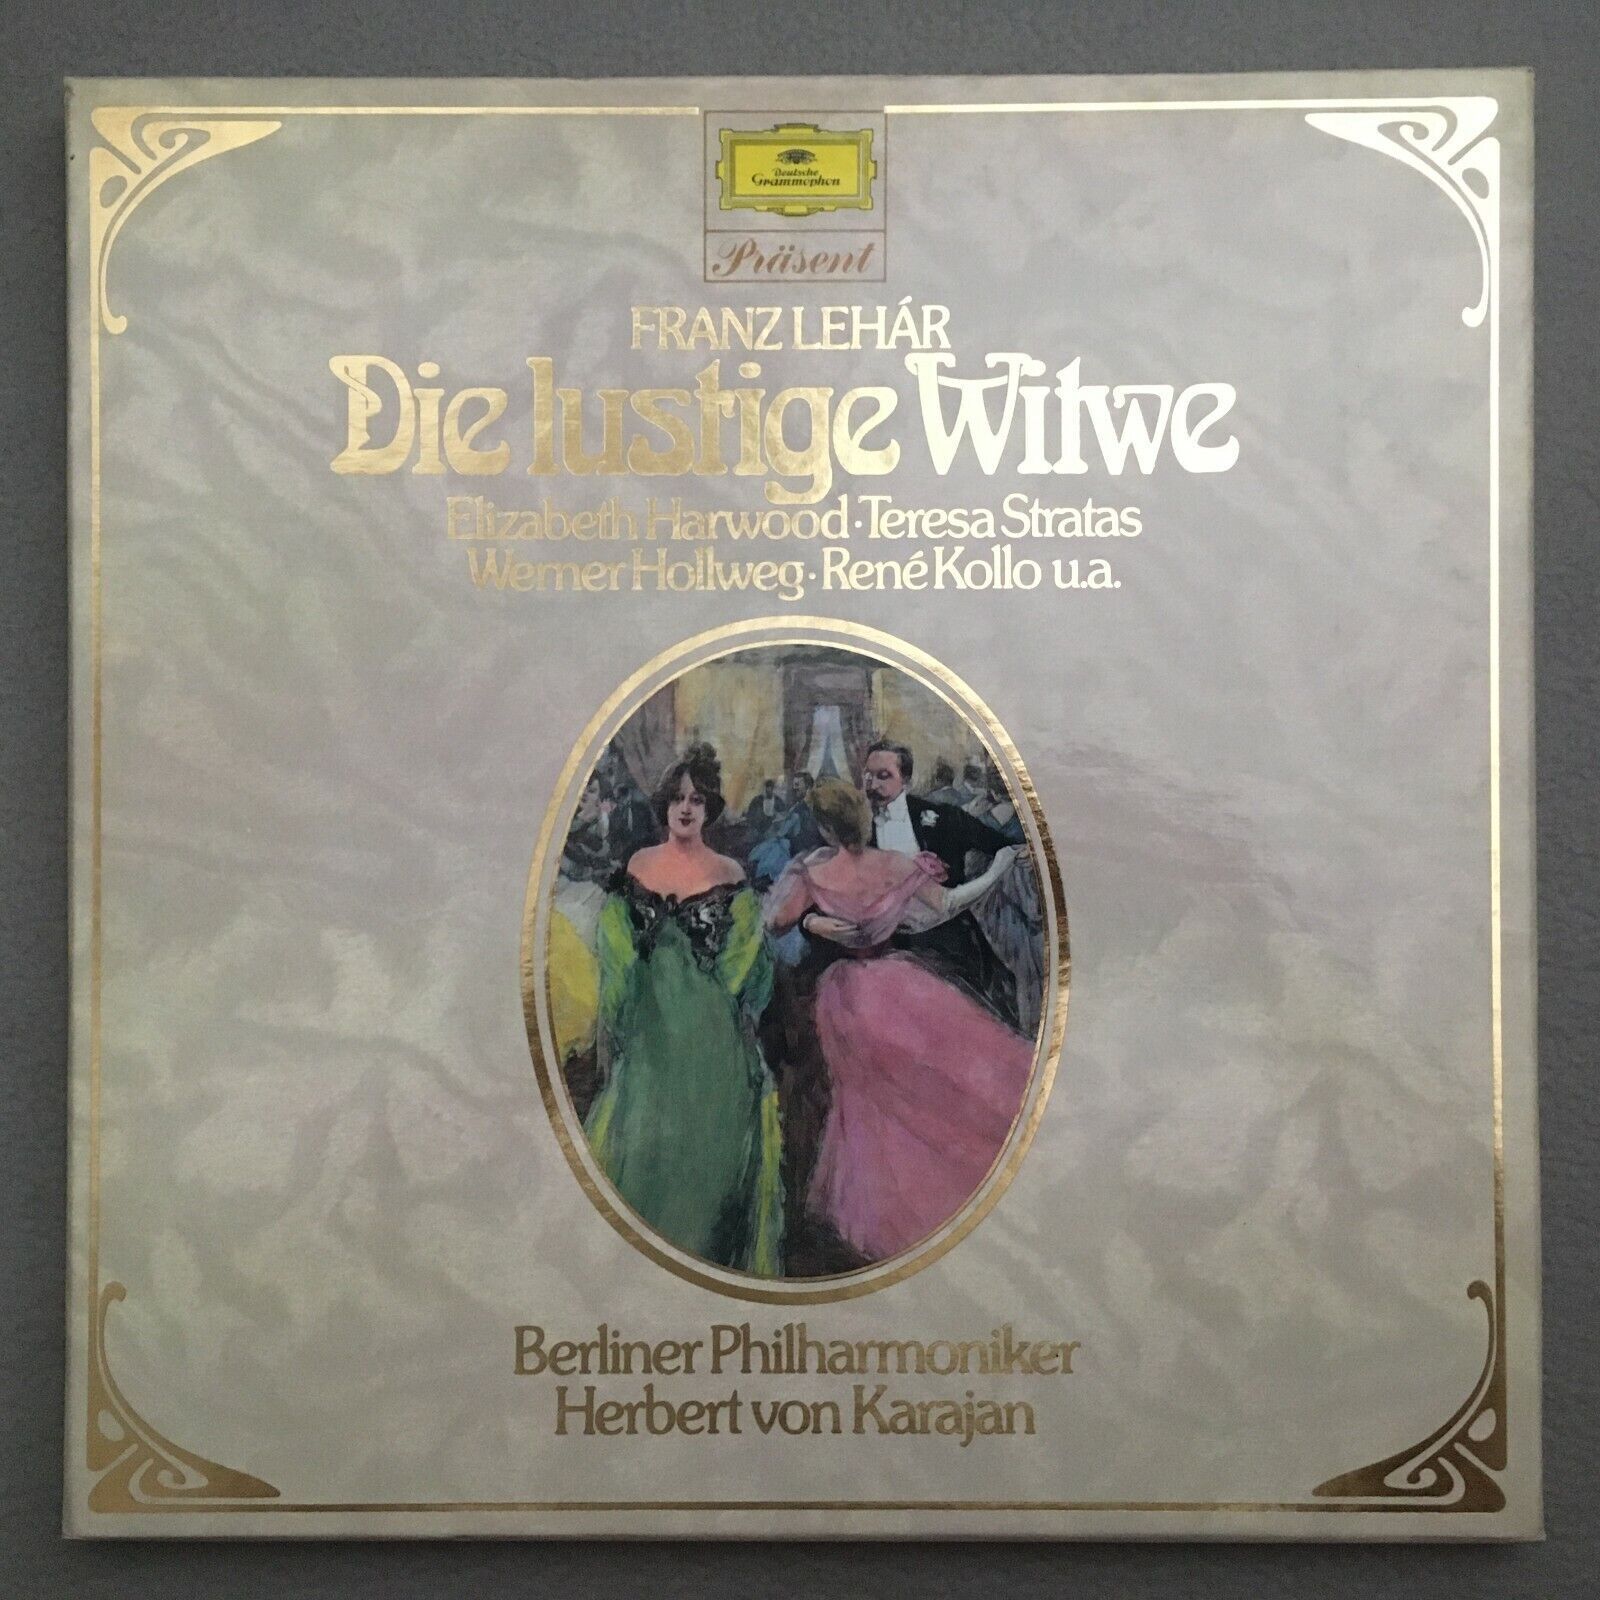 Deutsche
Grammophon
Präsent
FRANZ LEHÁR
Die lustige Witwe
Elizabeth Harwood · Teresa Stratas
Werner Hollweg · René Kollo u.a.
Berliner Philharmoniker
Herbert von Karajan